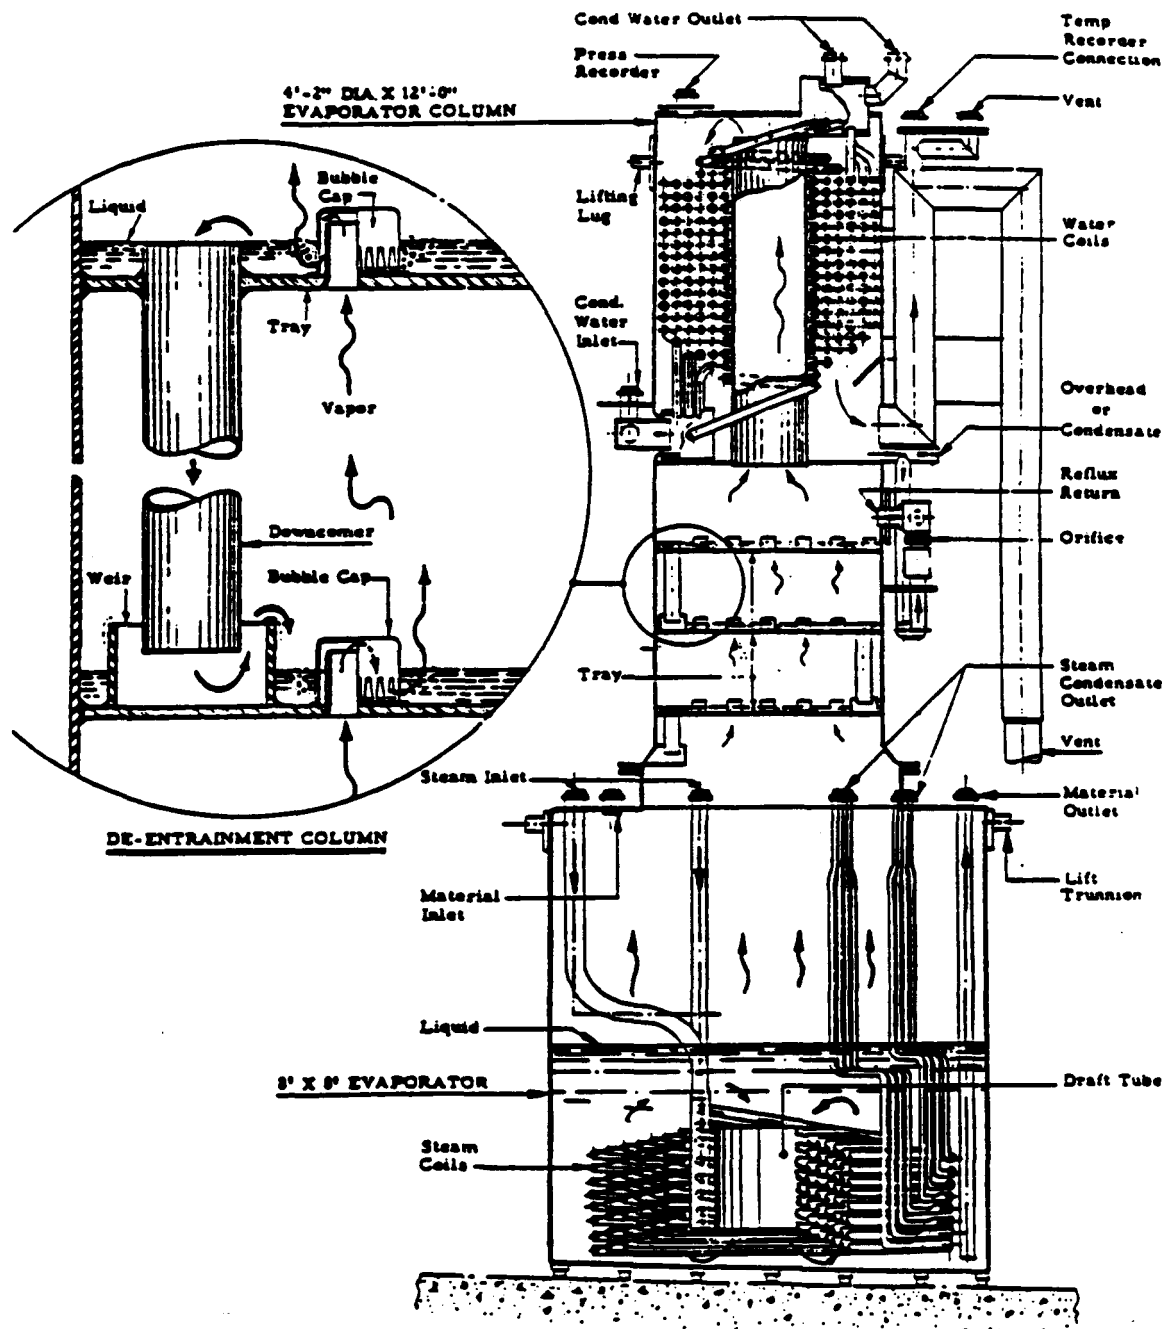 Cond Water Outlet
Temp
Recorder
Connection
Press
Recorder
Vent
4'-2" DIA. X 12'-0"
EVAPORATOR COLUMN
Bubble
Cap
Liquid
Lifting
Lug
Water
Coils
Tray
Cond.
Water
Inlet
Vapor
Overhead
or
Condensate
Reflux
Return
Downcomer
Orifice
Weir
Bubble Cap
Tray
Steam
Condensate
Outlet
Vent
Steam Inlet
Material
Outlet
DE-ENTRAINMENT COLUMN
Material
Inlet
Lift
Trunnion
Liquid
8' X 8' EVAPORATOR
Draft Tube
Steam
Coils